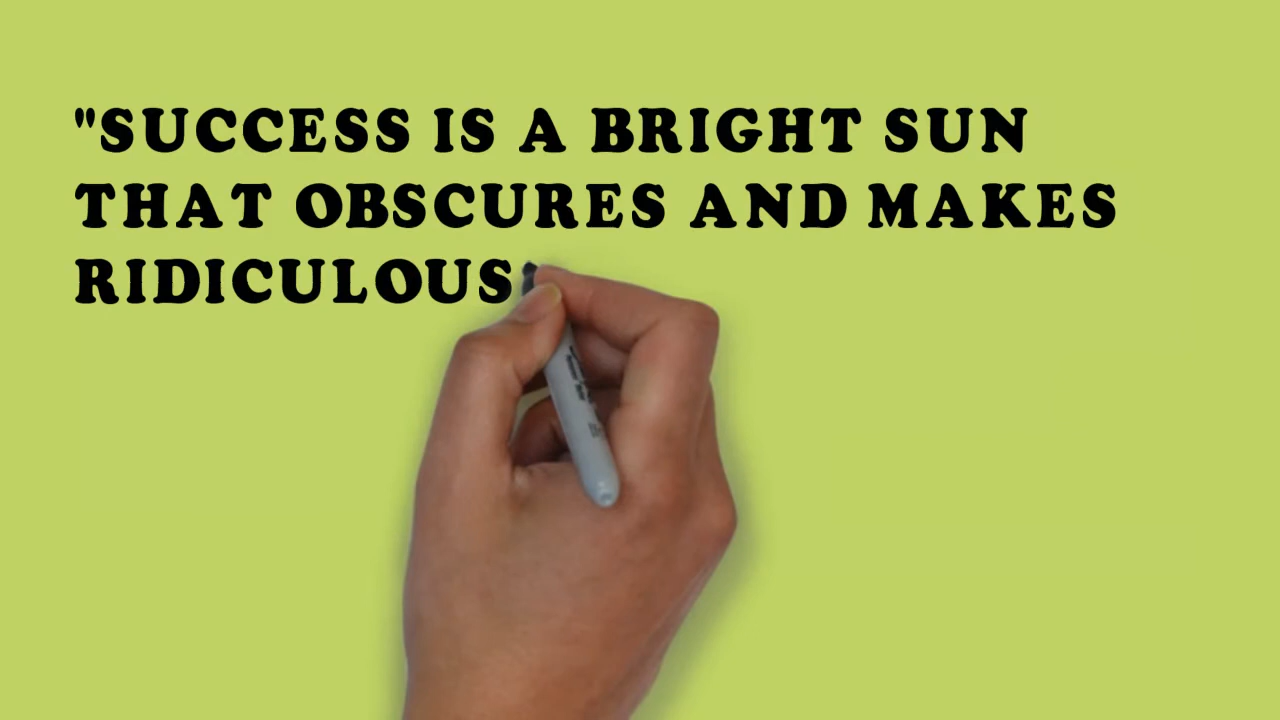 "SUCCESS IS A BRIGHT SUN
THAT OBSCURES AND MAKES
RIDICULOUS